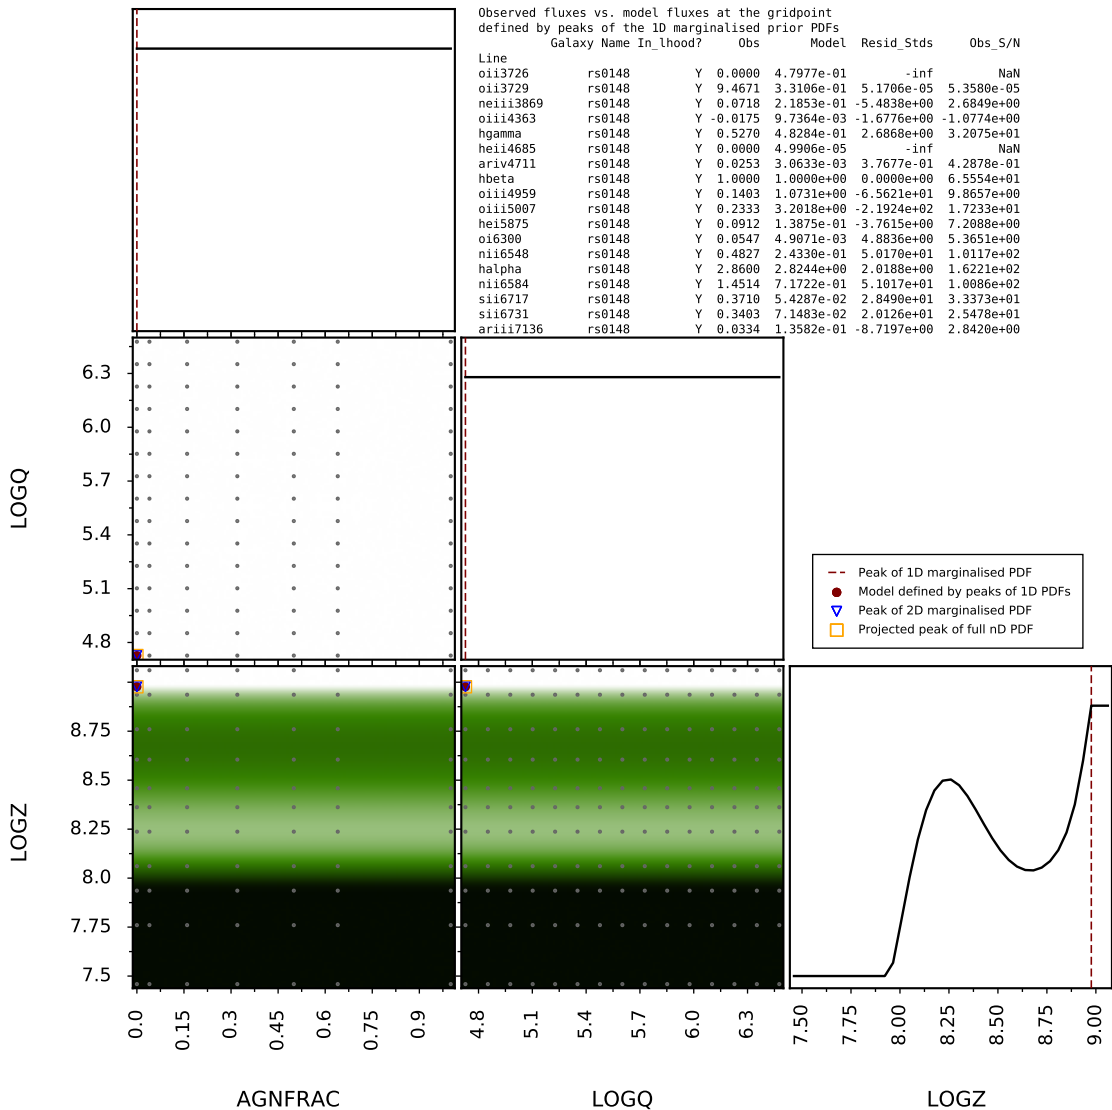 Observed fluxes vs. model fluxes at the gridpoint
defined by peaks of the 1D marginalised prior PDFs
Galaxy Name In_lhood? Obs Model Resid_Stds Obs_S/N
Line
oii3726 rs0148 Y 0.0000 4.7977e-01 -inf NaN
oii3729 rs0148 Y 9.4671 3.3106e-01 5.1706e-05 5.3580e-05
neiii3869 rs0148 Y 0.0718 2.1853e-01 -5.4838e+00 2.6849e+00
oiii4363 rs0148 Y -0.0175 9.7364e-03 -1.6776e+00 -1.0774e+00
hgamma rs0148 Y 0.5270 4.8284e-01 2.6868e+00 3.2075e+01
heii4685 rs0148 Y 0.0000 4.9906e-05 -inf NaN
ariv4711 rs0148 Y 0.0253 3.0633e-03 3.7677e-01 4.2878e-01
hbeta rs0148 Y 1.0000 1.0000e+00 0.0000e+00 6.5554e+01
oiii4959 rs0148 Y 0.1403 1.0731e+00 -6.5621e+01 9.8657e+00
oiii5007 rs0148 Y 0.2333 3.2018e+00 -2.1924e+02 1.7233e+01
hei5875 rs0148 Y 0.0912 1.3875e-01 -3.7615e+00 7.2088e+00
oi6300 rs0148 Y 0.0547 4.9071e-03 4.8836e+00 5.3651e+00
nii6548 rs0148 Y 0.4827 2.4330e-01 5.0170e+01 1.0117e+02
halpha rs0148 Y 2.8600 2.8244e+00 2.0188e+00 1.6221e+02
nii6584 rs0148 Y 1.4514 7.1722e-01 5.1017e+01 1.0086e+02
sii6717 rs0148 Y 0.3710 5.4287e-02 2.8490e+01 3.3373e+01
sii6731 rs0148 Y 0.3403 7.1483e-02 2.0126e+01 2.5478e+01
ariii7136 rs0148 Y 0.0334 1.3582e-01 -8.7197e+00 2.8420e+00
6.3
6.0
5.7
5.4
5.1
4.8
LOGQ
Peak of 1D marginalised PDF
Model defined by peaks of 1D PDFs
Peak of 2D marginalised PDF
Projected peak of full nD PDF
8.75
8.5
8.25
8.0
7.75
7.5
LOGZ
0.0 0.15 0.3 0.45 0.6 0.75 0.9
4.8 5.1 5.4 5.7 6.0 6.3
7.50 7.75 8.00 8.25 8.50 8.75 9.00
AGNFRAC LOGQ LOGZ